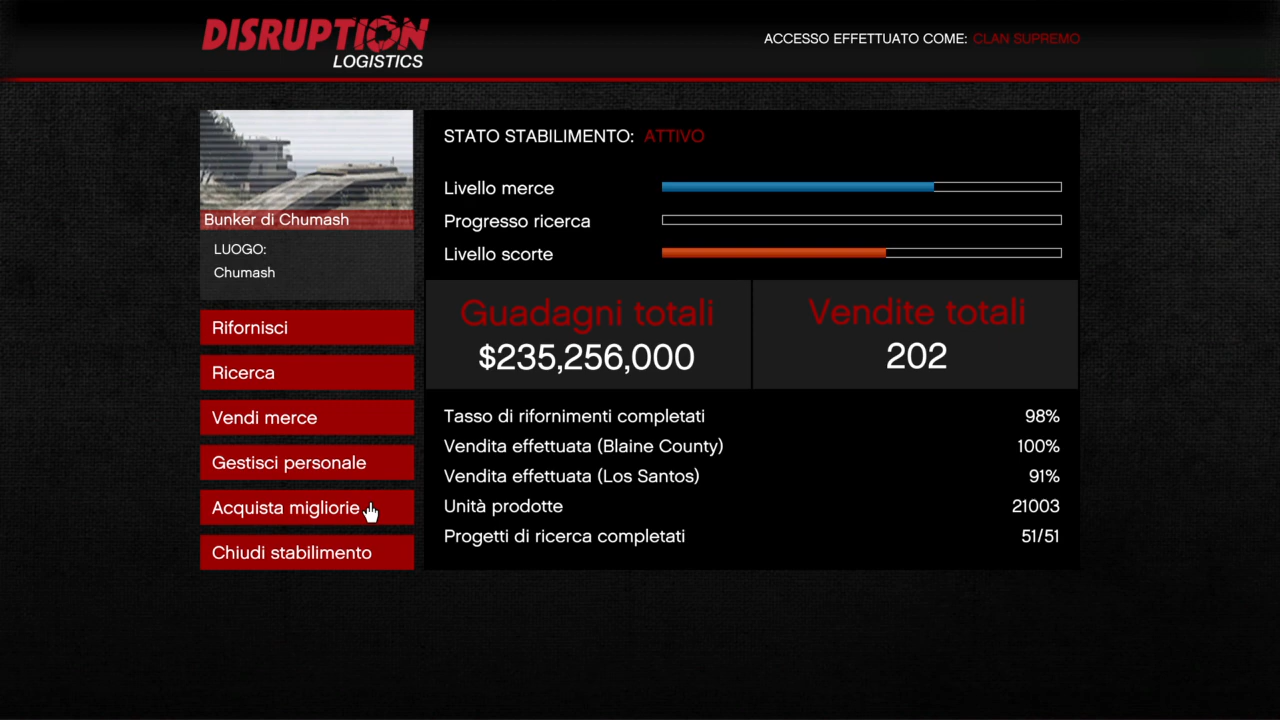 DISRUPTION
LOGISTICS
ACCESSO EFFETTUATO COME: CLAN SUPREMO
Bunker di Chumash
LUOGO:
Chumash
Rifornisci
Ricerca
Vendi merce
Gestisci personale
Acquista migliorie
Chiudi stabilimento
STATO STABILIMENTO: ATTIVO
Livello merce
Progresso ricerca
Livello scorte
Guadagni totali
$235,256,000
Vendite totali
202
Tasso di rifornimenti completati 98%
Vendita effettuata (Blaine County) 100%
Vendita effettuata (Los Santos) 91%
Unità prodotte 21003
Progetti di ricerca completati 51/51